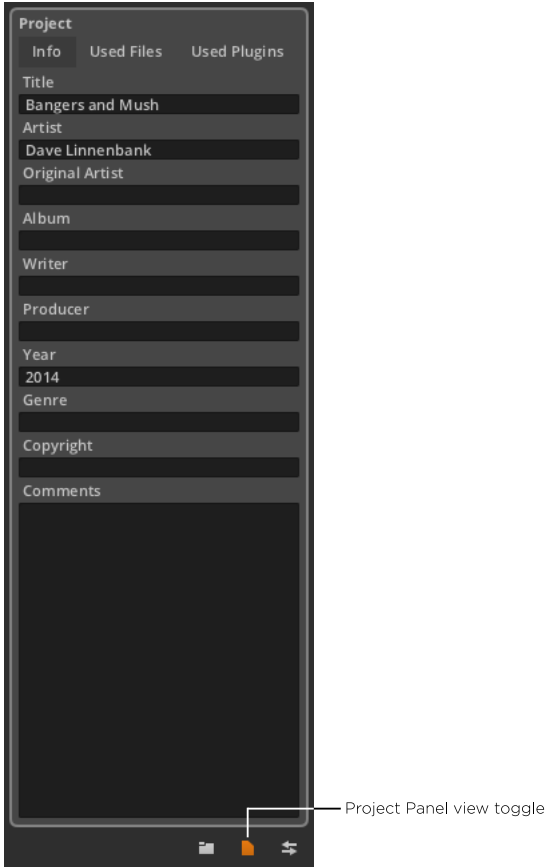 Project
Info Used Files Used Plugins
Title
Bangers and Mush
Artist
Dave Linnenbank
Original Artist
Album
Writer
Producer
Year
2014
Genre
Copyright
Comments
Project Panel view toggle